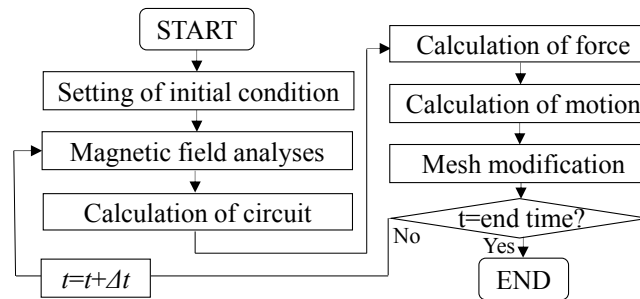 START
Setting of initial condition
Magnetic field analyses
Calculation of circuit
Calculation of force
Calculation of motion
Mesh modification
t=end time?
No
Yes
t=t+Δt
END